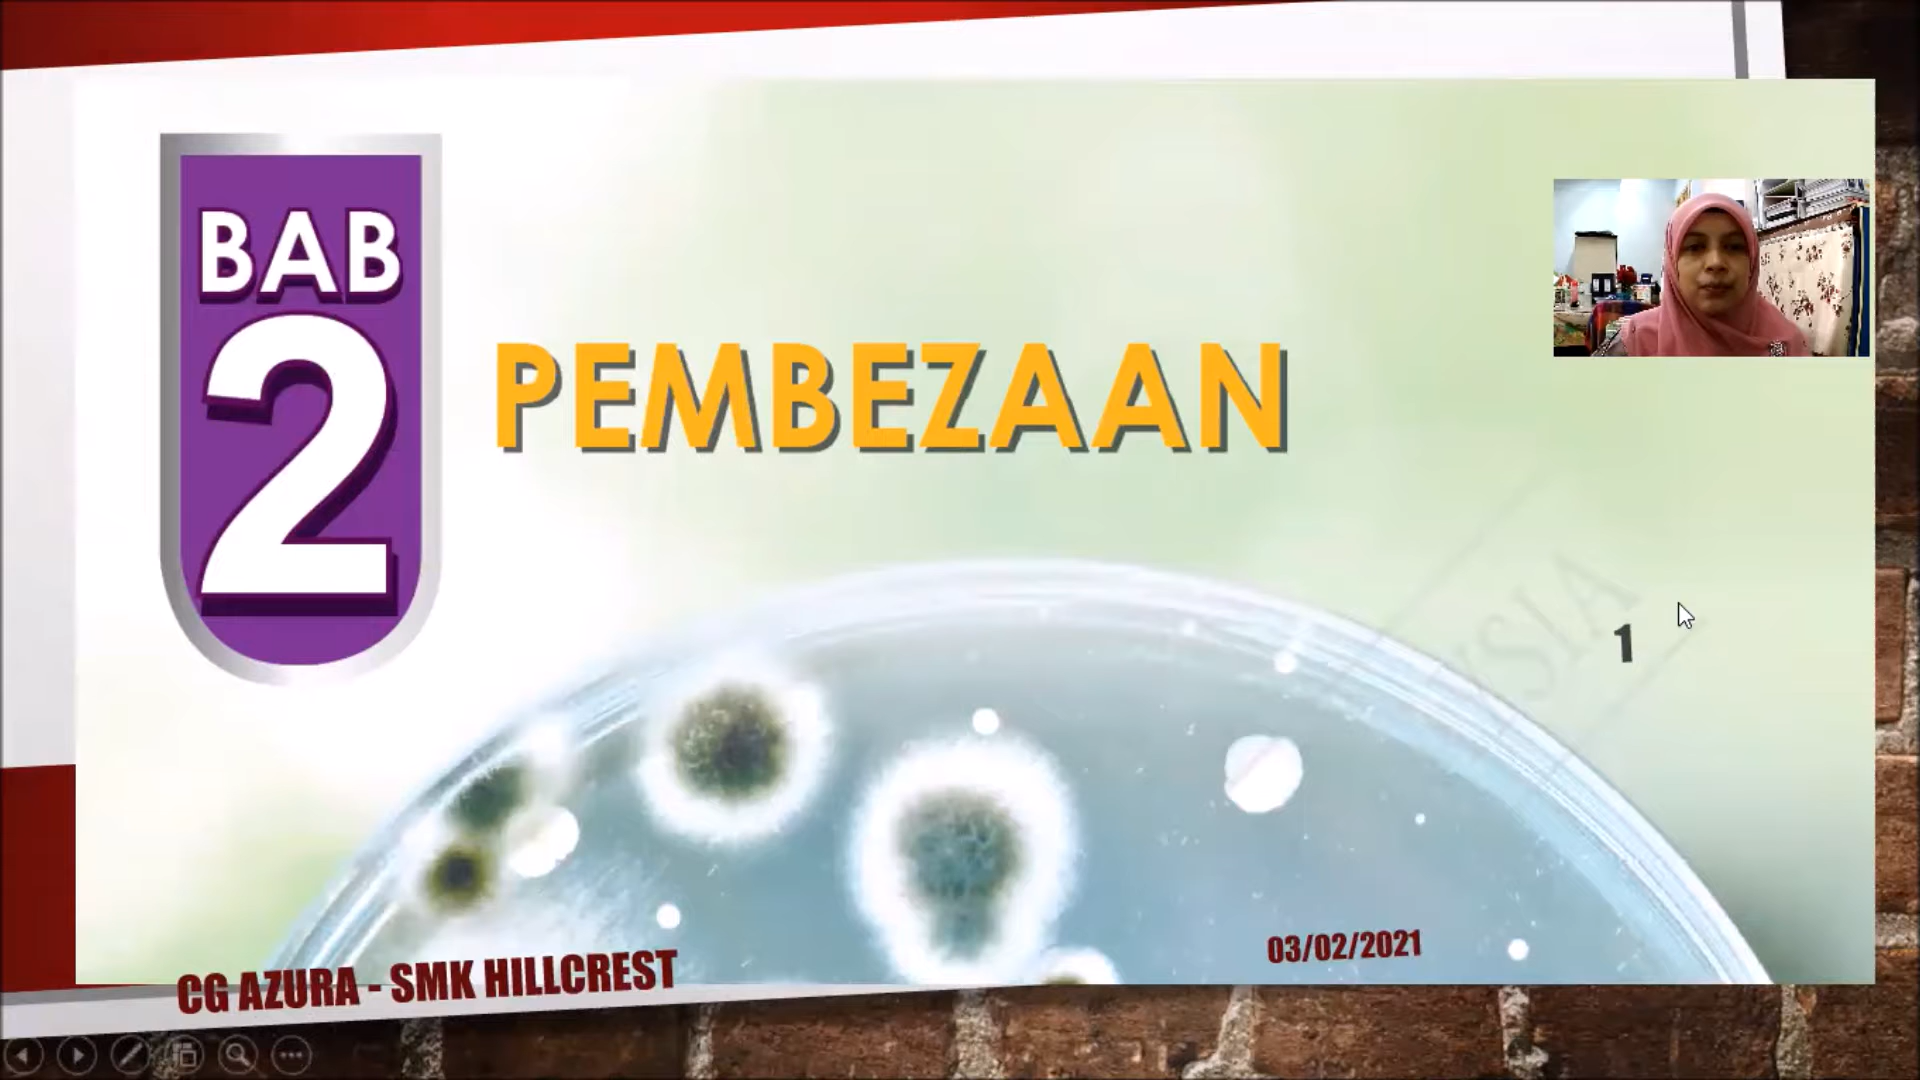 BAB
2
PEMBEZAAN
1
03/02/2021
CG AZURA - SMK HILLCREST